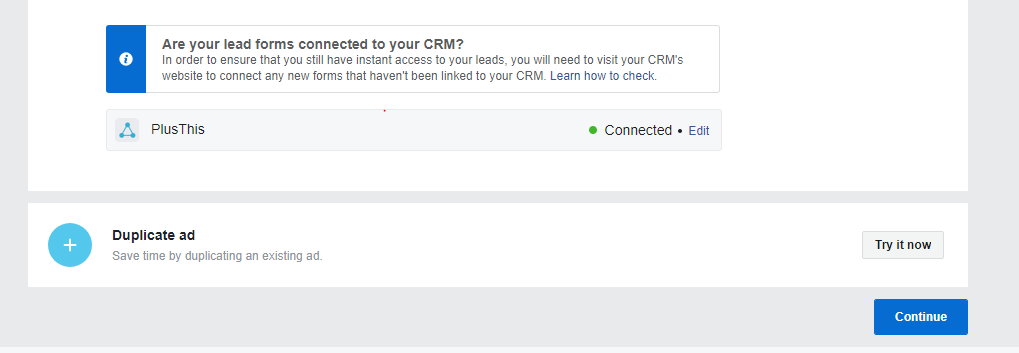 Are your lead forms connected to your CRM?
In order to ensure that you still have instant access to your leads, you will need to visit your CRM's
website to connect any new forms that haven't been linked to your CRM. Learn how to check.
PlusThis
Connected • Edit
Duplicate ad
Save time by duplicating an existing ad.
Try it now
Continue